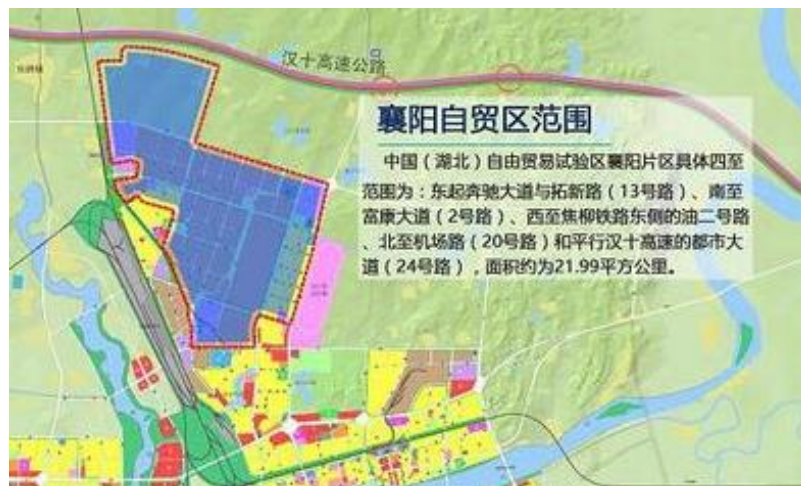 汉十高速公路
襄阳自贸区范围
中国（湖北）自由贸易试验区襄阳片区具体四至
范围为：东起奔驰大道与拓新路（13号路）、南至
富康大道（2号路）、西至焦柳铁路东侧的油二号路
、北至机场路（20号路）和平行汉十高速的都市大
道（24号路），面积约为21.99平方公里。